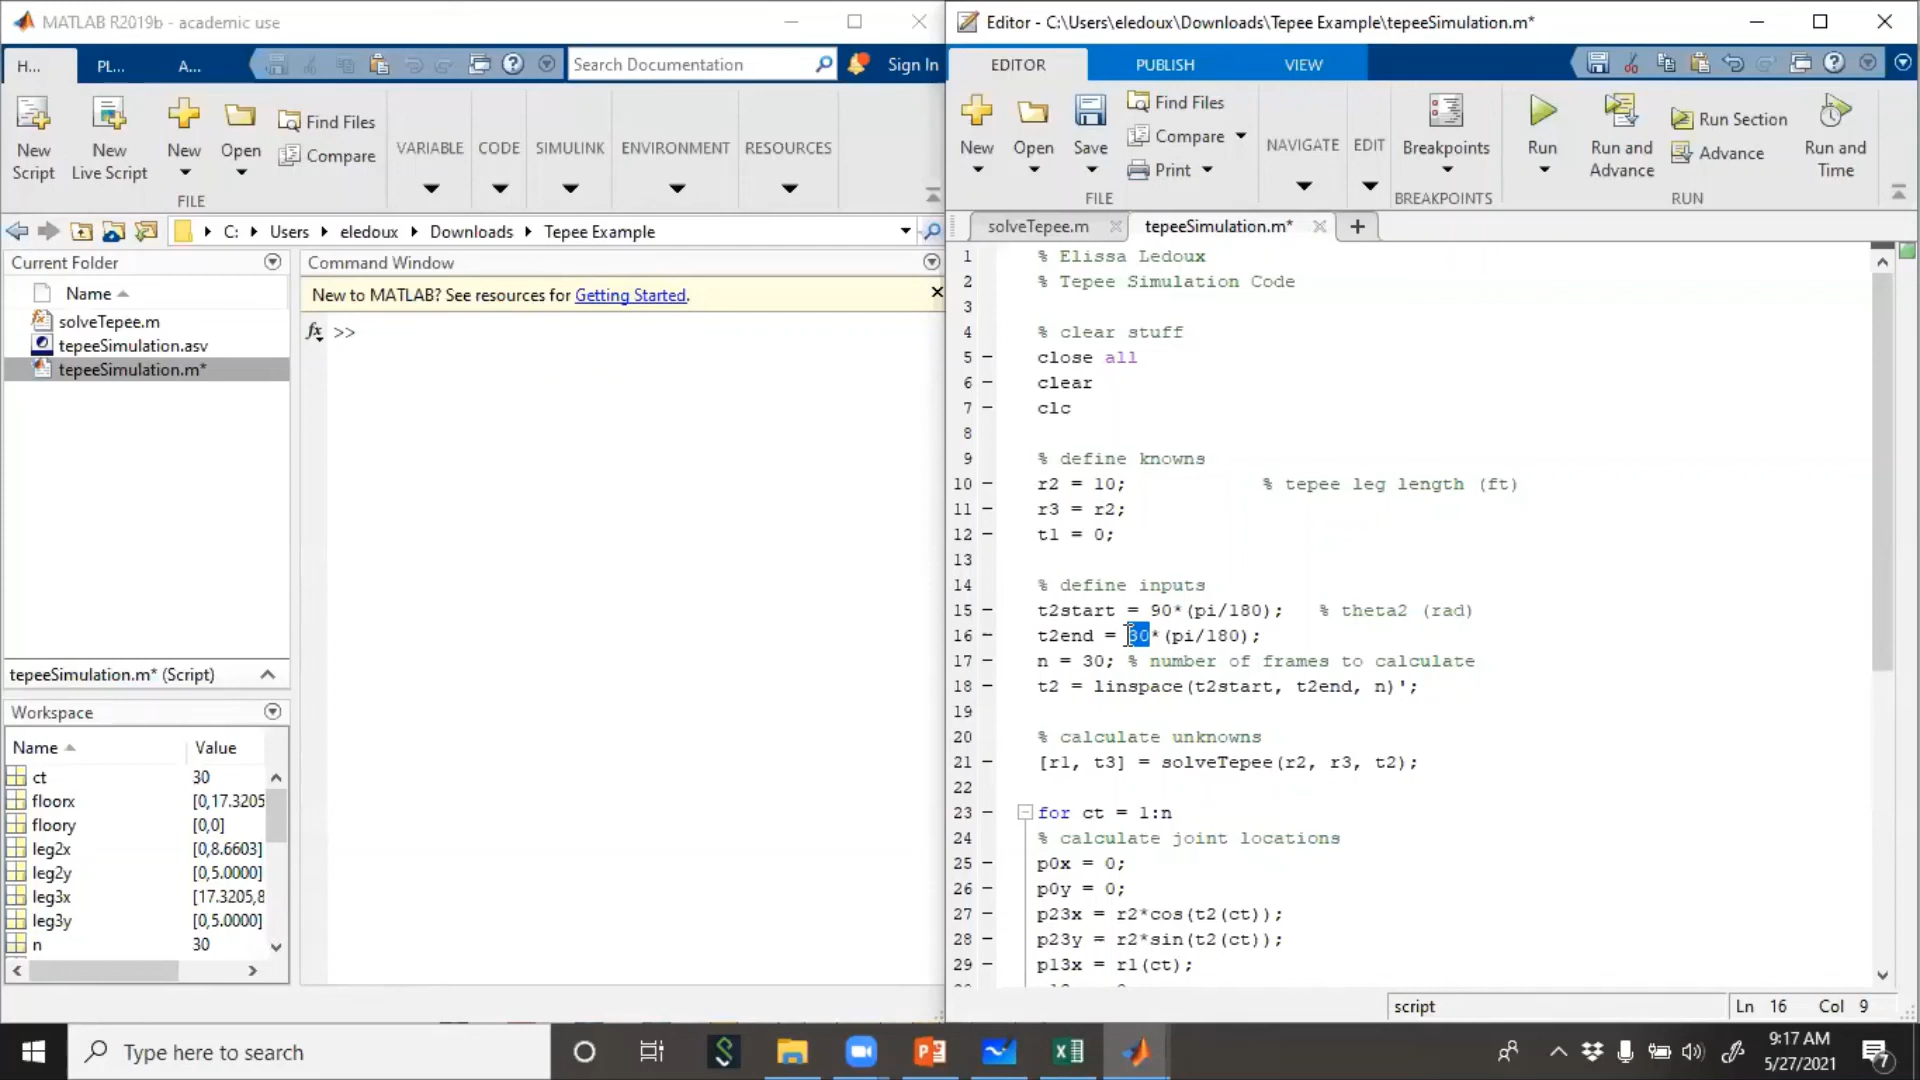 MATLAB R2019b - academic use
H...
PL...
A...
Search Documentation
Sign In
New Script
New Live Script
New
Open
Find Files
Compare
VARIABLE
CODE
SIMULINK
ENVIRONMENT
RESOURCES
FILE
C: Users eledoux Downloads Tepee Example
Current Folder
Name
solveTepee.m
tepeeSimulation.asv
tepeeSimulation.m*
tepeeSimulation.m* (Script)
Workspace
Name Value
ct 30
floorx [0,17.3205
floory [0,0]
leg2x [0,8.6603]
leg2y [0,5.0000]
leg3x [17.3205,8
leg3y [0,5.0000]
n 30
Command Window
New to MATLAB? See resources for Getting Started.
fx >>
Editor - C:\Users\eledoux\Downloads\Tepee Example\tepeeSimulation.m*
EDITOR
PUBLISH
VIEW
New
Open
Save
Find Files
Compare
Print
NAVIGATE
EDIT
Breakpoints
Run
Run and Advance
Run Section
Advance
Run and Time
FILE
BREAKPOINTS
RUN
solveTepee.m
tepeeSimulation.m*
1 % Elissa Ledoux
2 % Tepee Simulation Code
3
4 % clear stuff
5 – close all
6 – clear
7 – clc
8
9 % define knowns
10 – r2 = 10; % tepee leg length (ft)
11 – r3 = r2;
12 – t1 = 0;
13
14 % define inputs
15 – t2start = 90*(pi/180); % theta2 (rad)
16 – t2end = 30*(pi/180);
17 – n = 30; % number of frames to calculate
18 – t2 = linspace(t2start, t2end, n)';
19
20 % calculate unknowns
21 – [r1, t3] = solveTepee(r2, r3, t2);
22
23 – for ct = 1:n
24 % calculate joint locations
25 – p0x = 0;
26 – p0y = 0;
27 – p23x = r2*cos(t2(ct));
28 – p23y = r2*sin(t2(ct));
29 – p13x = r1(ct);
script
Ln 16 Col 9
Type here to search
9:17 AM
5/27/2021
7